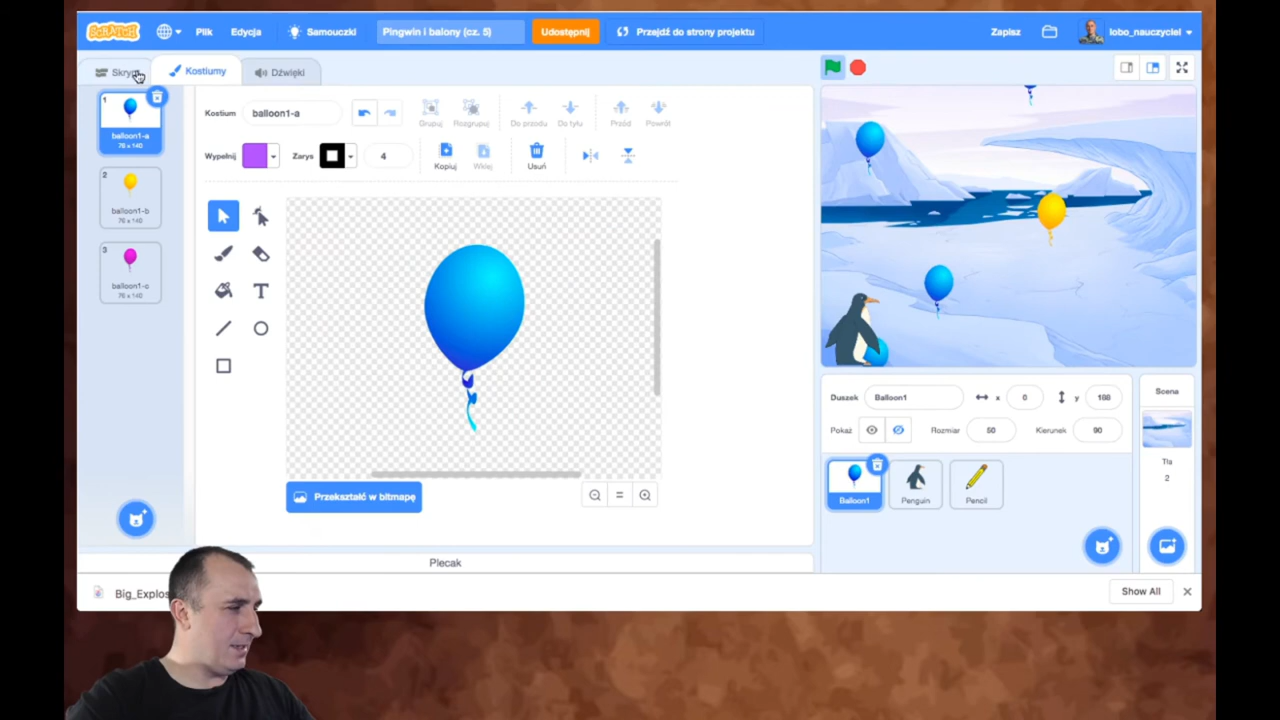 SCRATCH
Plik
Edycja
Samouczki
Pingwin i balony (cz. 5)
Udostępnij
Przejdź do strony projektu
Zapisz
lobo_nauczyciel
Kostiumy
Dźwięki
1
balloon1-a
76 x 140
2
balloon1-b
76 x 140
3
balloon1-c
76 x 140
Kostium
balloon1-a
Grupuj
Rozgrupuj
Do przodu
Do tyłu
Przód
Powrót
Wypełnij
Zarys
4
Kopiuj
Wklej
Usuń
T
Przekształć w bitmapę
Plecak
Duszek
Balloon1
x
0
y
108
Pokaż
Rozmiar
50
Kierunek
90
Balloon1
Penguin
Pencil
Scena
Tła
2
Show All